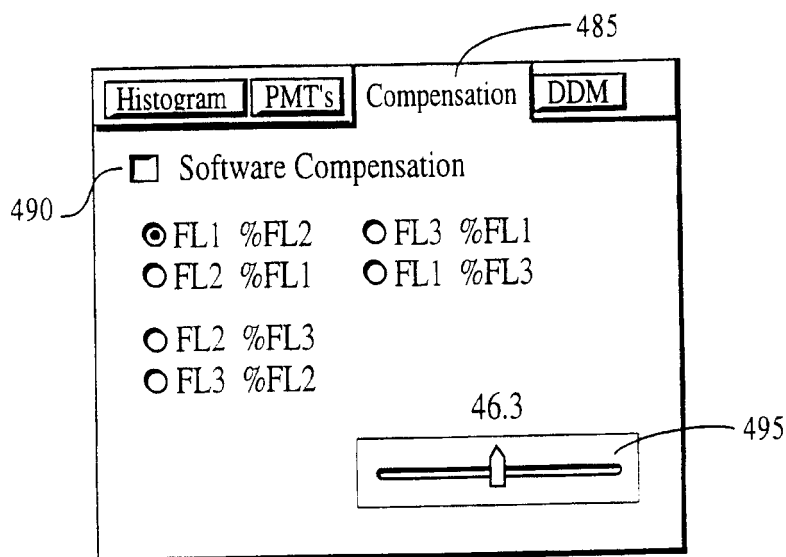 485
Histogram PMT's Compensation DDM
490
Software Compensation
FL1 %FL2 FL3 %FL1
FL2 %FL1 FL1 %FL3
FL2 %FL3
FL3 %FL2
46.3
495